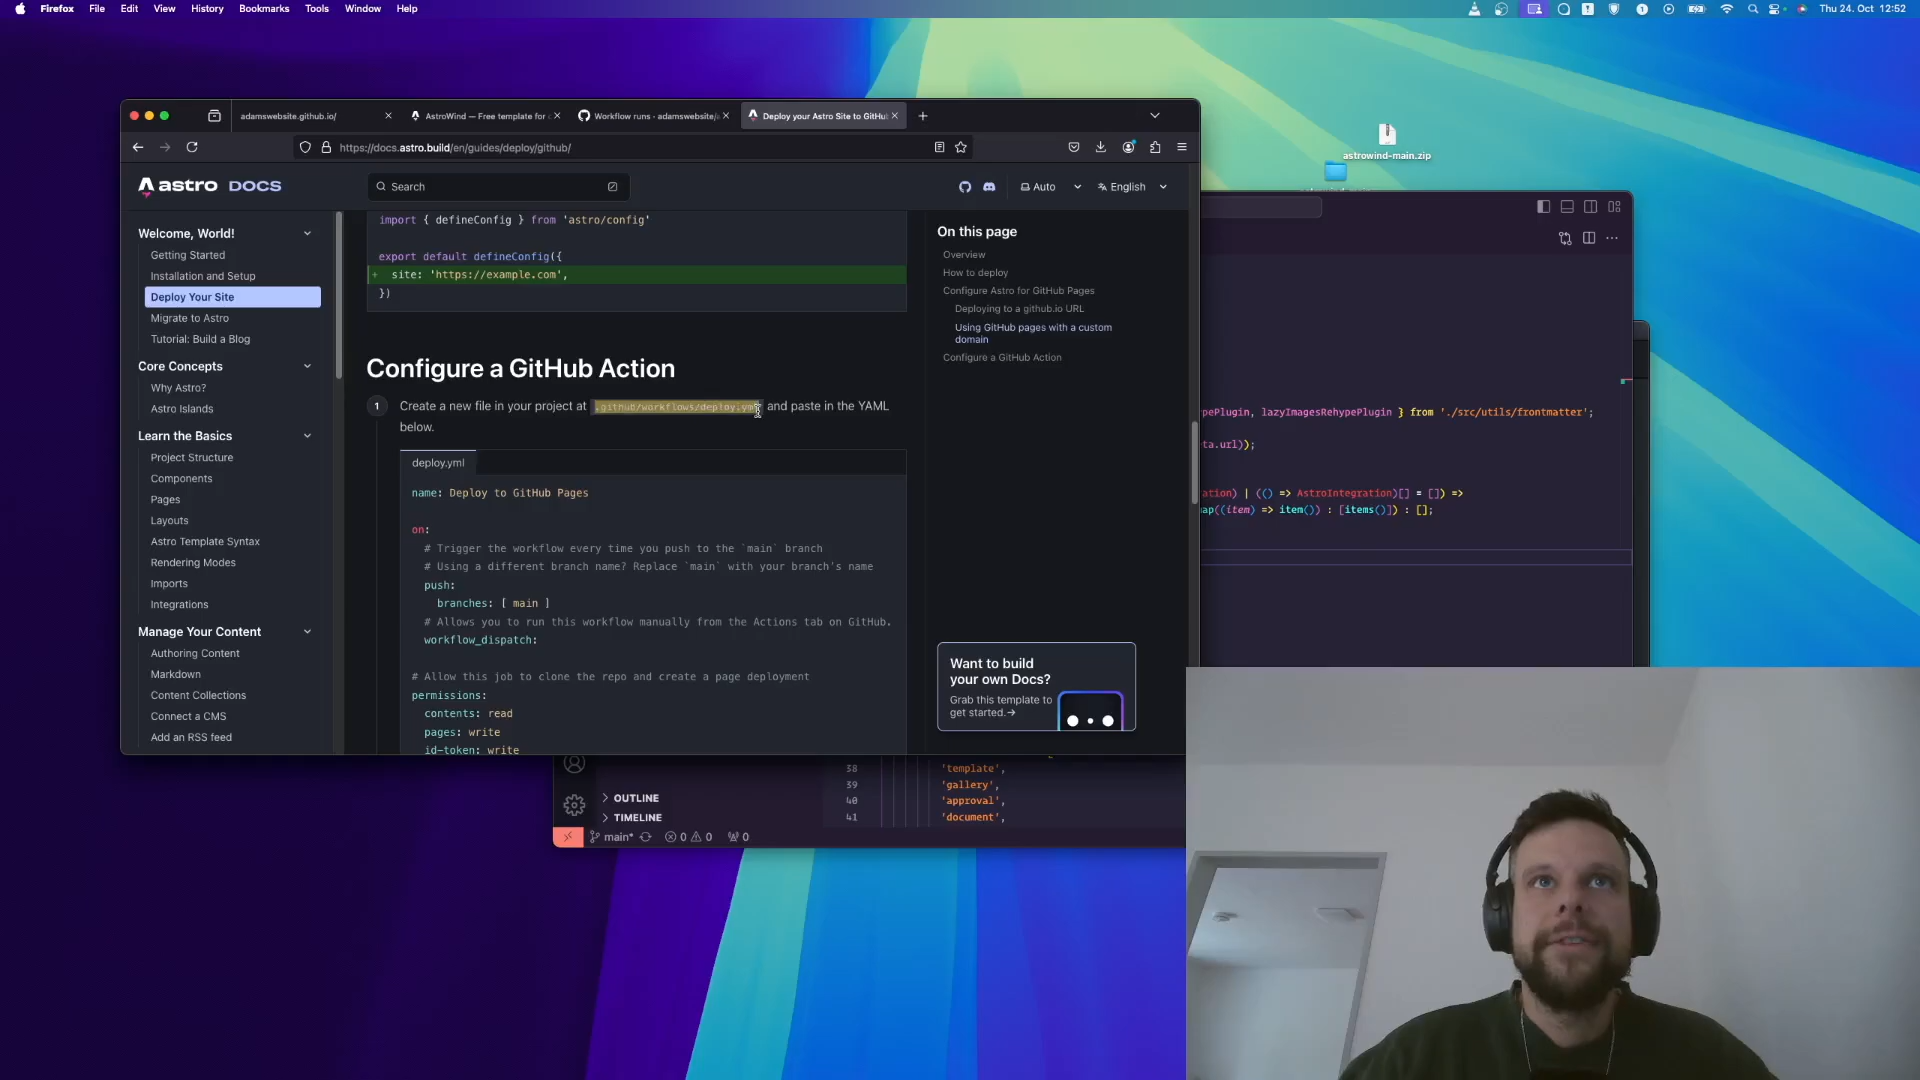 Firefox File Edit View History Bookmarks Tools Window Help
Thu 24. Oct 12:52
astrowind-main.zip
adamswebsite.github.io/
AstroWind — Free template for
Workflow runs - adamswebsite/
Deploy your Astro Site to GitHu
https://docs.astro.build/en/guides/deploy/github/
astro DOCS
Search
Auto
English
Welcome, World!
Getting Started
Installation and Setup
Deploy Your Site
Migrate to Astro
Tutorial: Build a Blog
Core Concepts
Why Astro?
Astro Islands
Learn the Basics
Project Structure
Components
Pages
Layouts
Astro Template Syntax
Rendering Modes
Imports
Integrations
Manage Your Content
Authoring Content
Markdown
Content Collections
Connect a CMS
Add an RSS feed
import { defineConfig } from 'astro/config'
export default defineConfig({
+ site: 'https://example.com',
})
Configure a GitHub Action
1 Create a new file in your project at .github/workflows/deploy.yml and paste in the YAML
below.
deploy.yml
name: Deploy to GitHub Pages
on:
# Trigger the workflow every time you push to the `main` branch
# Using a different branch name? Replace `main` with your branch's name
push:
branches: [ main ]
# Allows you to run this workflow manually from the Actions tab on GitHub.
workflow_dispatch:
# Allow this job to clone the repo and create a page deployment
permissions:
contents: read
pages: write
id-token: write
On this page
Overview
How to deploy
Configure Astro for GitHub Pages
Deploying to a github.io URL
Using GitHub pages with a custom
domain
Configure a GitHub Action
Want to build
your own Docs?
Grab this template to
get started.→
ypePlugin, lazyImagesRehypePlugin } from './src/utils/frontmatter';
ta.url));
ation) | (() => AstroIntegration)[] = []) =>
ap((item) => item()) : [items()]) : [];
38 'template',
39 'gallery',
40 'approval',
41 'document',
OUTLINE
TIMELINE
main* 0 0 0